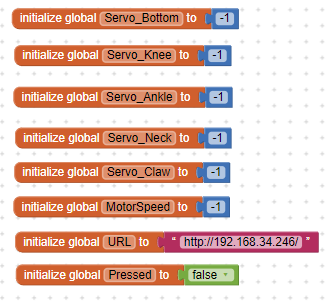 initialize global Servo_Bottom to -1
initialize global Servo_Knee to -1
initialize global Servo_Ankle to -1
initialize global Servo_Neck to -1
initialize global Servo_Claw to -1
initialize global MotorSpeed to -1
initialize global URL to " http://192.168.34.246/ "
initialize global Pressed to false